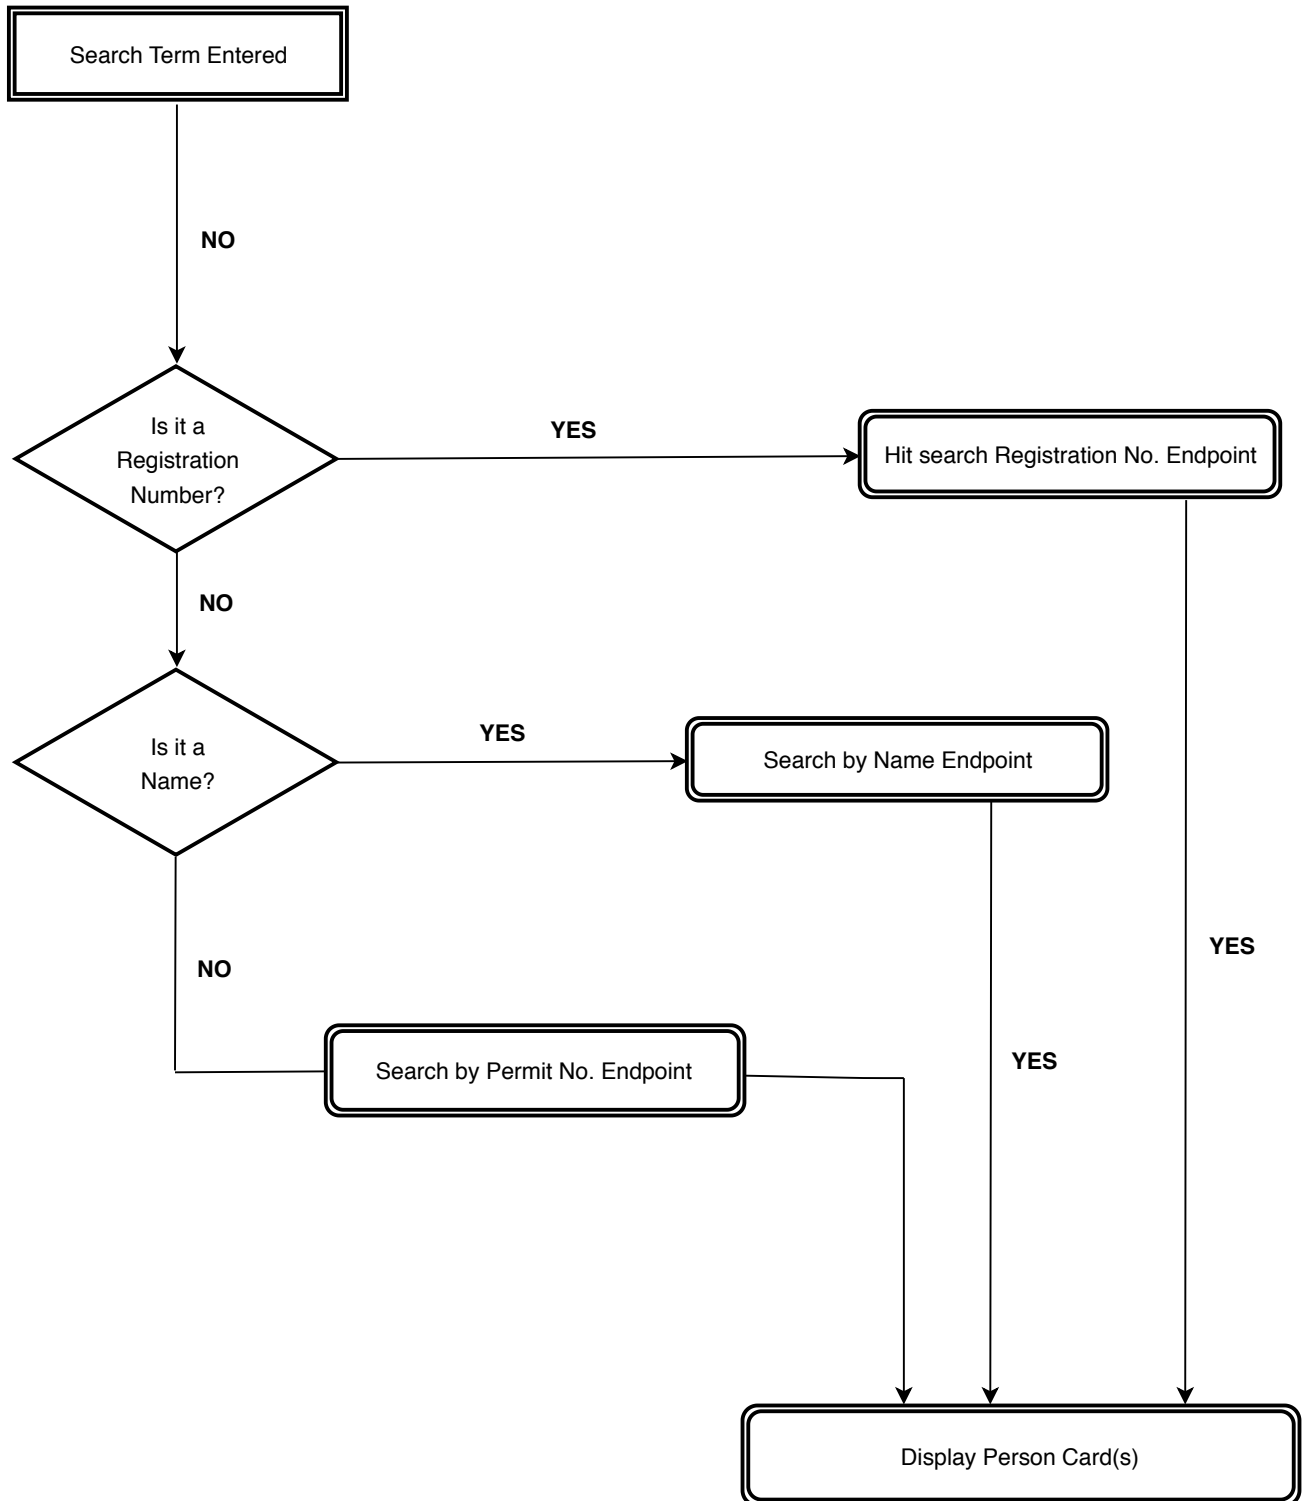 Search Term Entered
NO
Is it a
Registration
Number?
YES
Hit search Registration No. Endpoint
NO
Is it a
Name?
YES
Search by Name Endpoint
YES
NO
YES
Search by Permit No. Endpoint
Display Person Card(s)